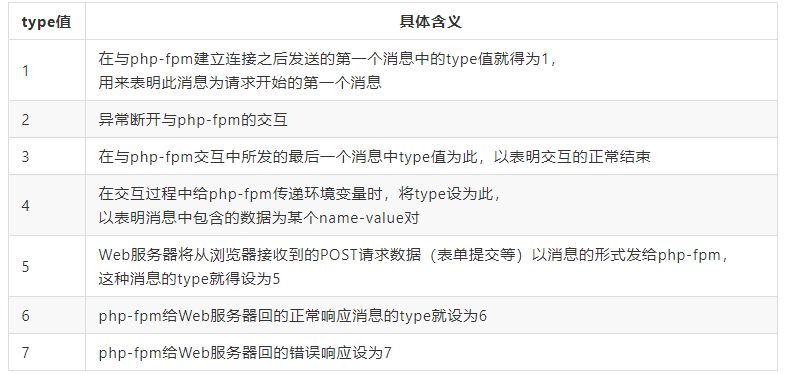 type值 具体含义
1 在与php-fpm建立连接之后发送的第一个消息中的type值就得为1，
用来表明此消息为请求开始的第一个消息
2 异常断开与php-fpm的交互
3 在与php-fpm交互中所发的最后一个消息中type值为此，以表明交互的正常结束
4 在交互过程中给php-fpm传递环境变量时，将type设为此，
以表明消息中包含的数据为某个name-value对
5 Web服务器将从浏览器接收到的POST请求数据（表单提交等）以消息的形式发给php-fpm，
这种消息的type就得设为5
6 php-fpm给Web服务器回的正常响应消息的type就设为6
7 php-fpm给Web服务器回的错误响应设为7